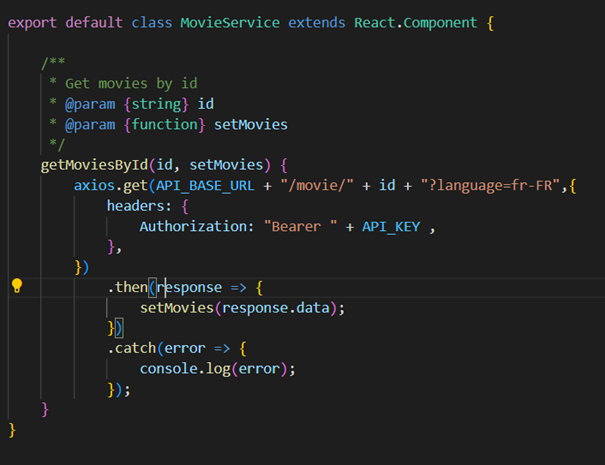 export default class MovieService extends React.Component {
/**
* Get movies by id
* @param {string} id
* @param {function} setMovies
*/
getMoviesById(id, setMovies) {
axios.get(API_BASE_URL + "/movie/" + id + "?language=fr-FR",{
headers: {
Authorization: "Bearer " + API_KEY ,
},
})
.then(response => {
setMovies(response.data);
})
.catch(error => {
console.log(error);
});
}
}